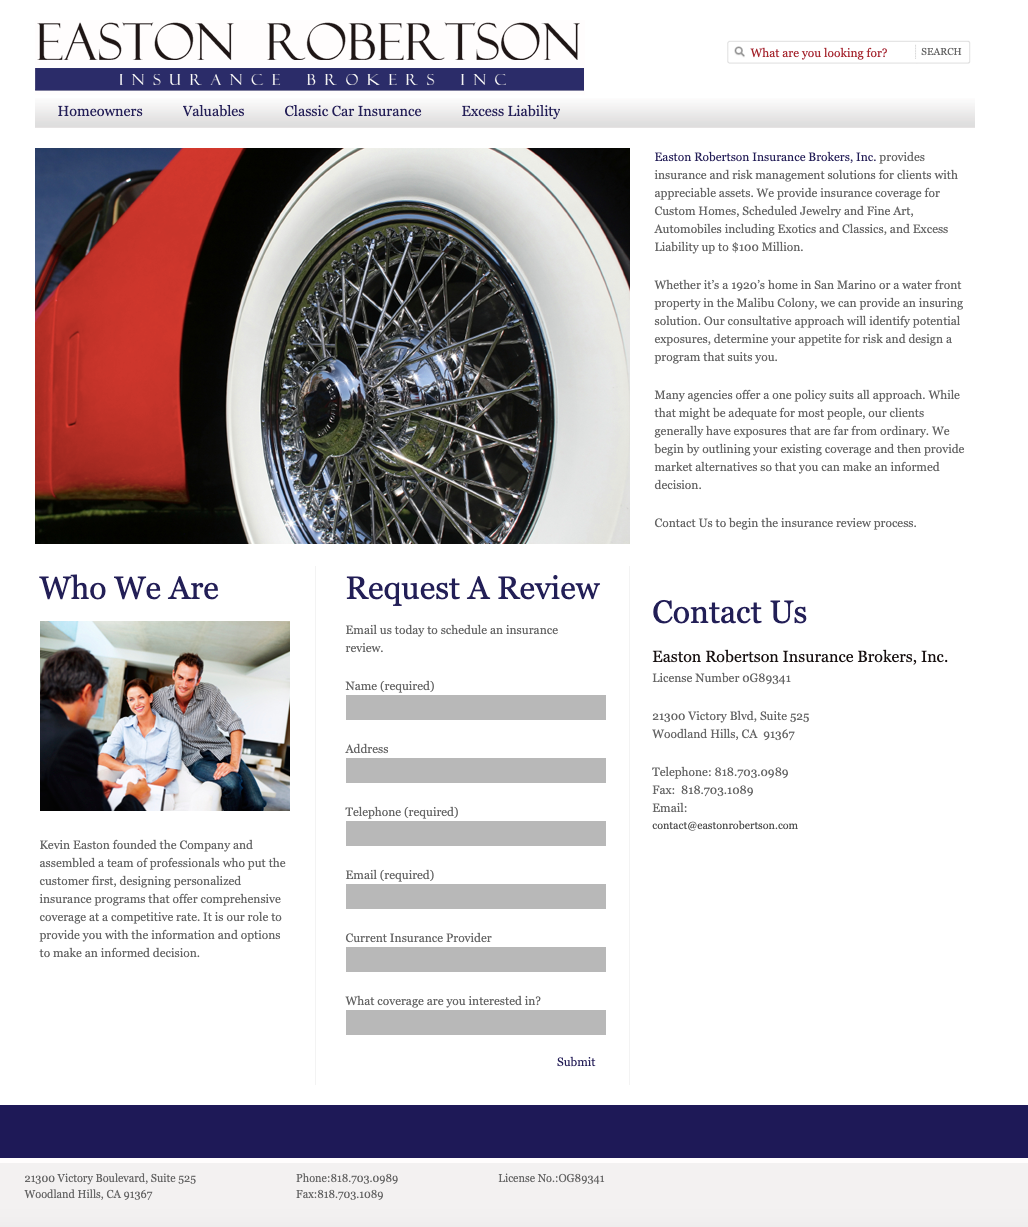 EASTON ROBERTSON
INSURANCE BROKERS INC
What are you looking for?
SEARCH
Homeowners
Valuables
Classic Car Insurance
Excess Liability
Easton Robertson Insurance Brokers, Inc. provides
insurance and risk management solutions for clients with
appreciable assets. We provide insurance coverage for
Custom Homes, Scheduled Jewelry and Fine Art,
Automobiles including Exotics and Classics, and Excess
Liability up to $100 Million.
Whether it's a 1920's home in San Marino or a water front
property in the Malibu Colony, we can provide an insuring
solution. Our consultative approach will identify potential
exposures, determine your appetite for risk and design a
program that suits you.
Many agencies offer a one policy suits all approach. While
that might be adequate for most people, our clients
generally have exposures that are far from ordinary. We
begin by outlining your existing coverage and then provide
market alternatives so that you can make an informed
decision.
Contact Us to begin the insurance review process.
Who We Are
Kevin Easton founded the Company and
assembled a team of professionals who put the
customer first, designing personalized
insurance programs that offer comprehensive
coverage at a competitive rate. It is our role to
provide you with the information and options
to make an informed decision.
Request A Review
Email us today to schedule an insurance
review.
Name (required)
Address
Telephone (required)
Email (required)
Current Insurance Provider
What coverage are you interested in?
Submit
Contact Us
Easton Robertson Insurance Brokers, Inc.
License Number 0G89341
21300 Victory Blvd, Suite 525
Woodland Hills, CA  91367
Telephone: 818.703.0989
Fax:  818.703.1089
Email:
contact@eastonrobertson.com
21300 Victory Boulevard, Suite 525
Woodland Hills, CA 91367
Phone:818.703.0989
Fax:818.703.1089
License No.:OG89341